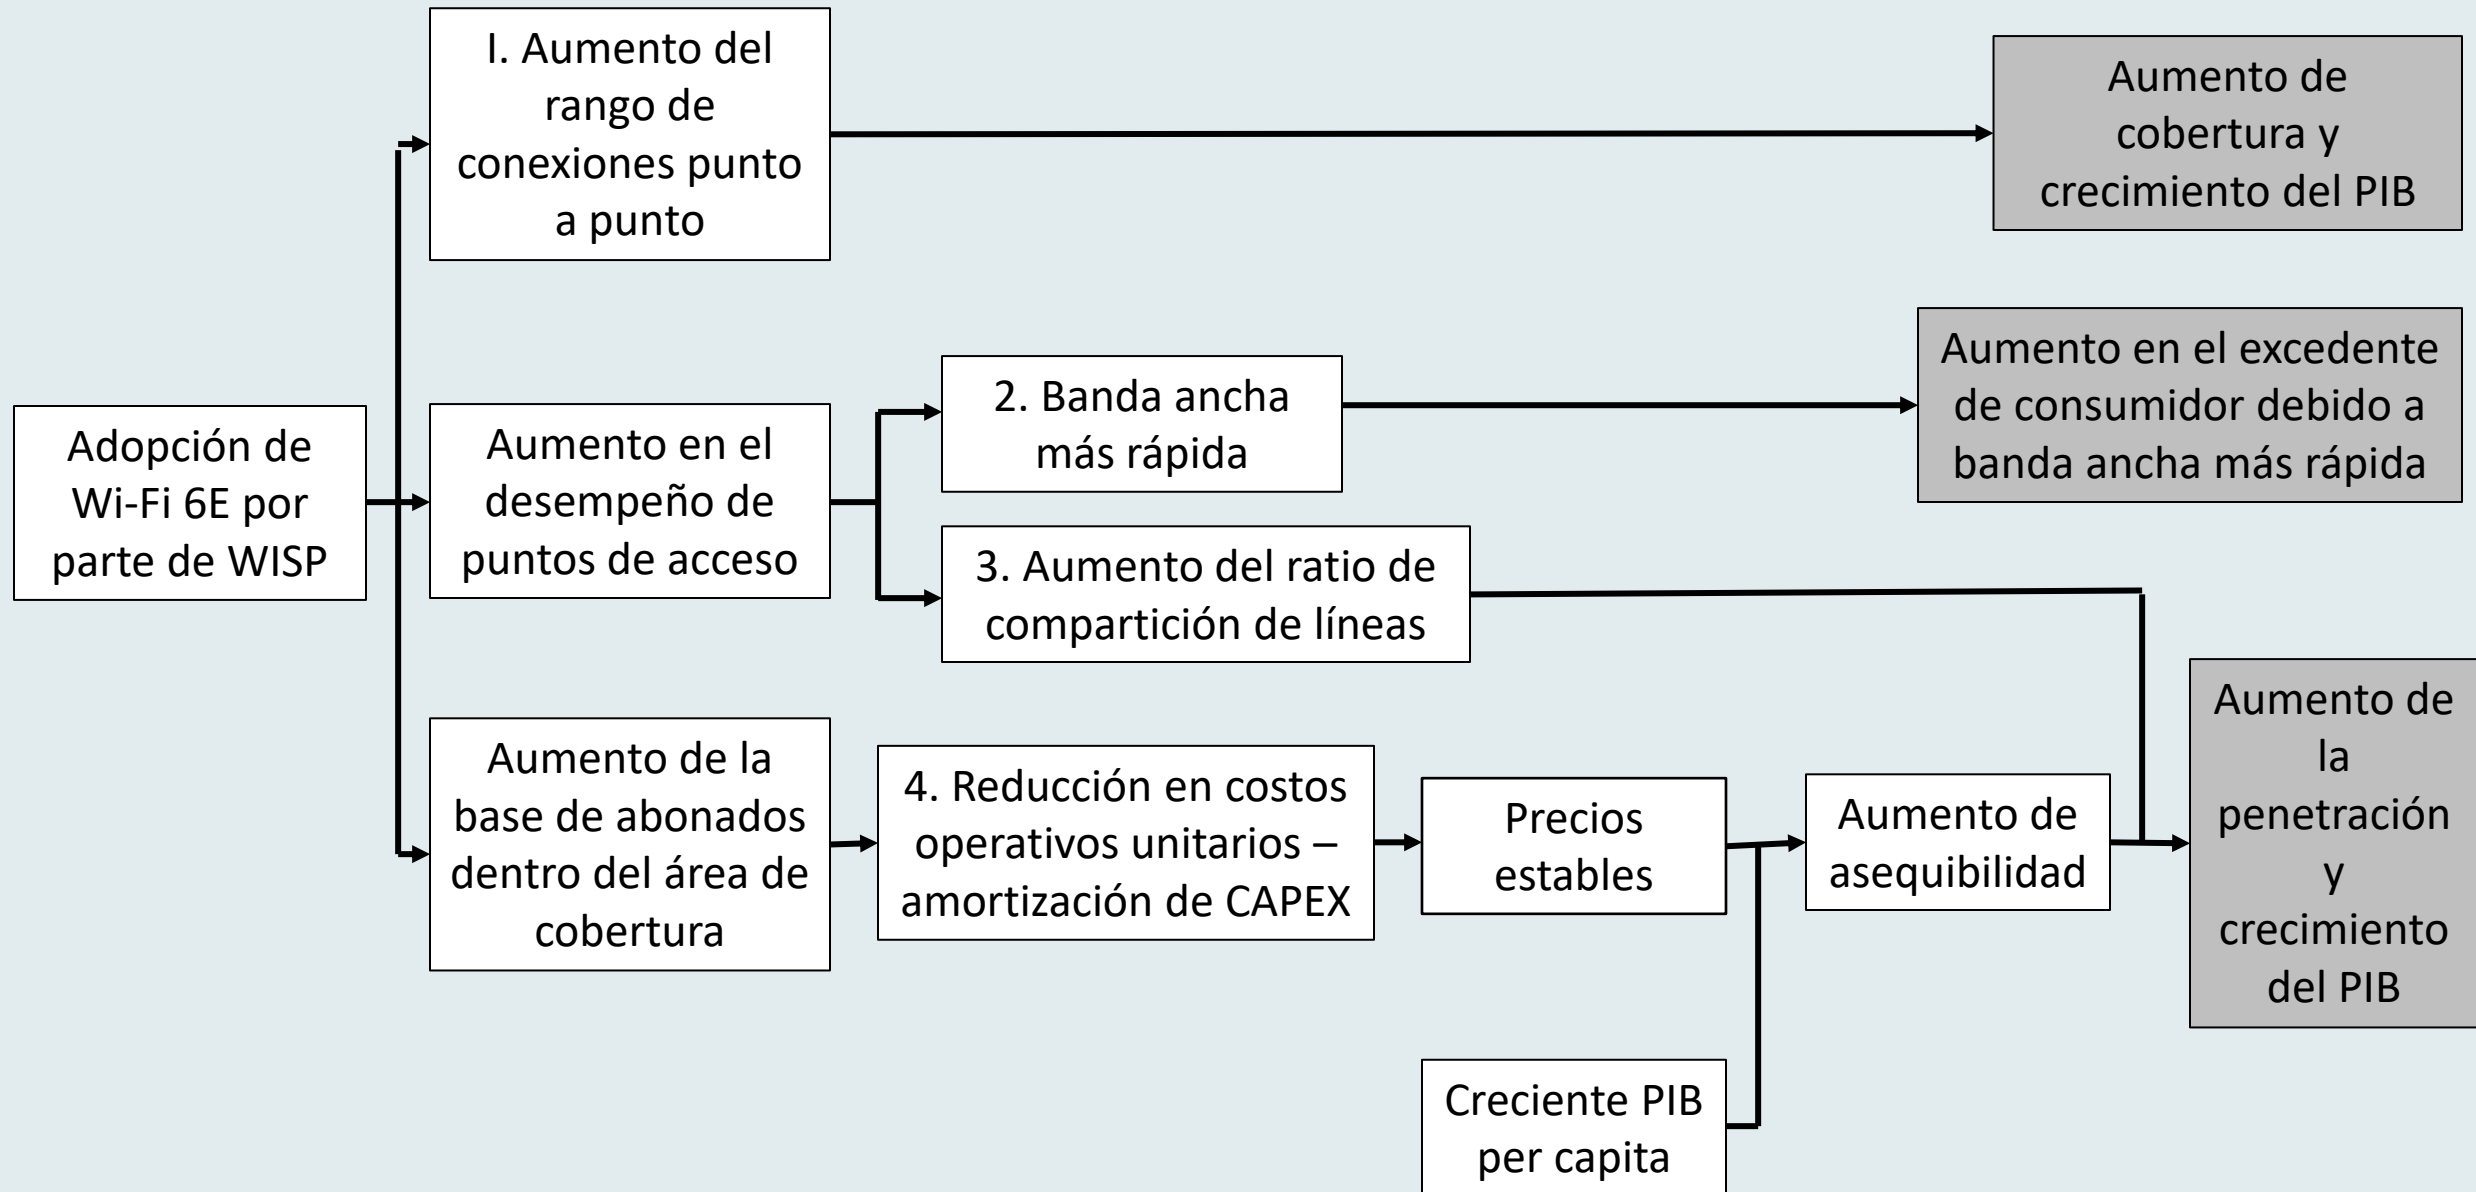 I. Aumento del
rango de
conexiones punto
a punto
Aumento de
cobertura y
crecimiento del PIB
Adopción de
Wi-Fi 6E por
parte de WISP
Aumento en el
desempeño de
puntos de acceso
2. Banda ancha
más rápida
Aumento en el excedente
de consumidor debido a
banda ancha más rápida
3. Aumento del ratio de
compartición de líneas
Aumento de la
base de abonados
dentro del área de
cobertura
4. Reducción en costos
operativos unitarios –
amortización de CAPEX
Precios
estables
Aumento de
asequibilidad
Aumento de
la
penetración
y
crecimiento
del PIB
Creciente PIB
per capita